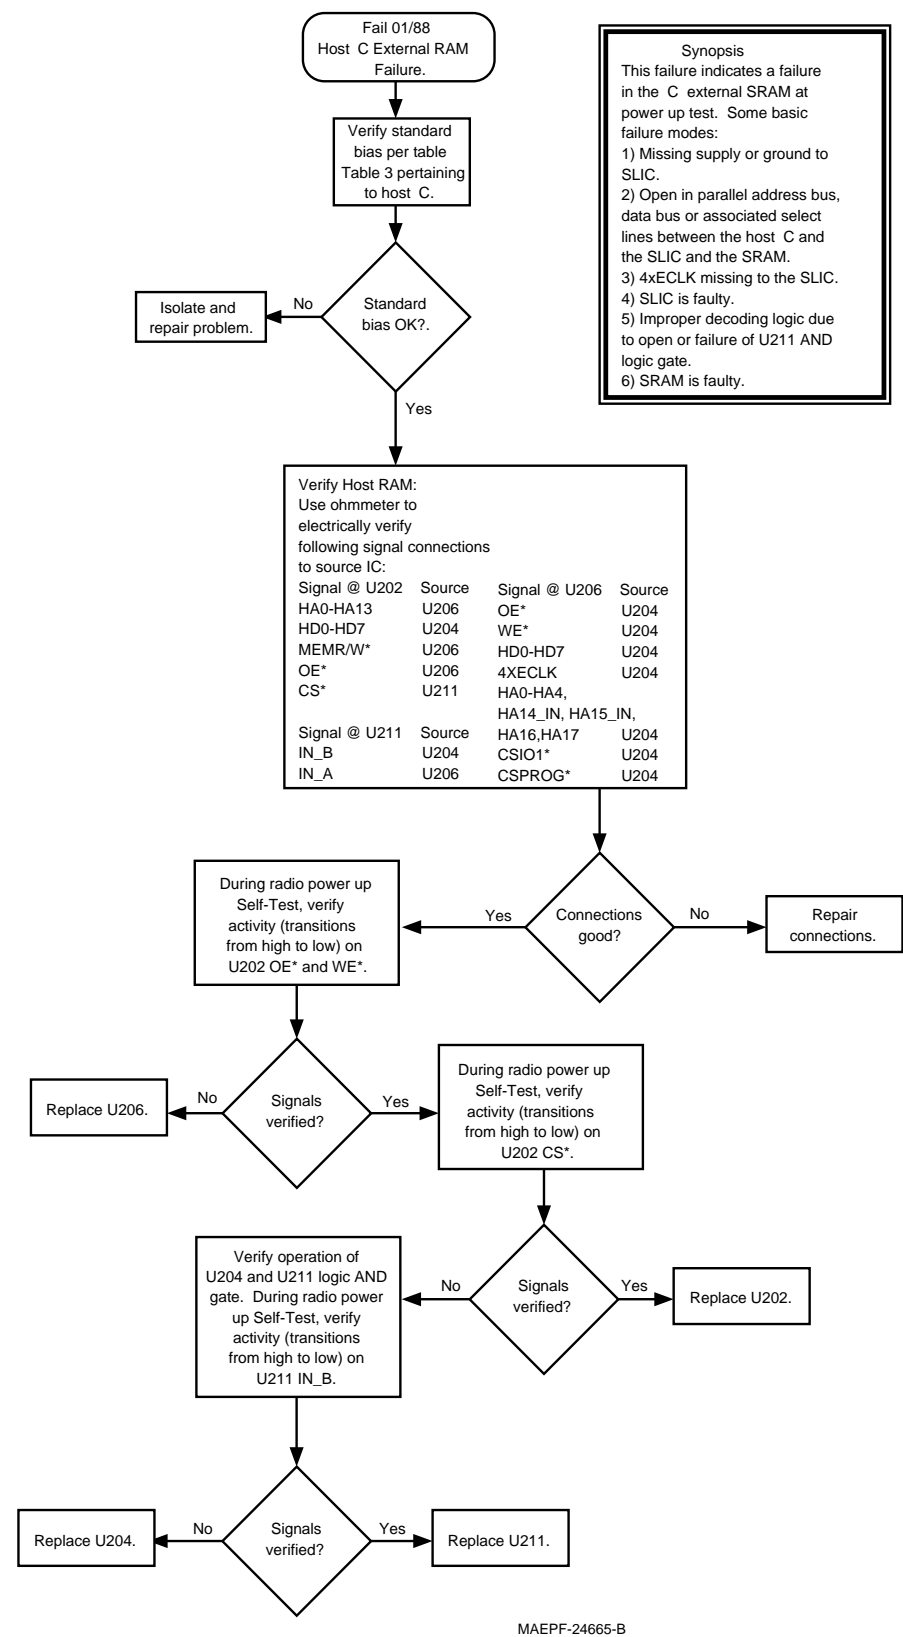 Fail 01/88
Host C External RAM
Failure.
Synopsis
This failure indicates a failure
in the C external SRAM at
power up test. Some basic
failure modes:
1) Missing supply or ground to
SLIC.
2) Open in parallel address bus,
data bus or associated select
lines between the host C and
the SLIC and the SRAM.
3) 4xECLK missing to the SLIC.
4) SLIC is faulty.
5) Improper decoding logic due
to open or failure of U211 AND
logic gate.
6) SRAM is faulty.
Verify standard
bias per table
Table 3 pertaining
to host C.
Standard
bias OK?.
No
Isolate and
repair problem.
Yes
Verify Host RAM:
Use ohmmeter to
electrically verify
following signal connections
to source IC:
Signal @ U202 Source
HA0-HA13 U206
HD0-HD7 U204
MEMR/W* U206
OE* U206
CS* U211
Signal @ U211 Source
IN_B U204
IN_A U206
Signal @ U206 Source
OE* U204
WE* U204
HD0-HD7 U204
4XECLK U204
HA0-HA4,
HA14_IN, HA15_IN,
HA16,HA17 U204
CSIO1* U204
CSPROG* U204
Connections
good?
No
Repair
connections.
Yes
During radio power up
Self-Test, verify
activity (transitions
from high to low) on
U202 OE* and WE*.
Signals
verified?
No
Replace U206.
Yes
During radio power up
Self-Test, verify
activity (transitions
from high to low) on
U202 CS*.
Signals
verified?
Yes
Replace U202.
No
Verify operation of
U204 and U211 logic AND
gate. During radio power
up Self-Test, verify
activity (transitions
from high to low) on
U211 IN_B.
Signals
verified?
No
Replace U204.
Yes
Replace U211.
MAEPF-24665-B